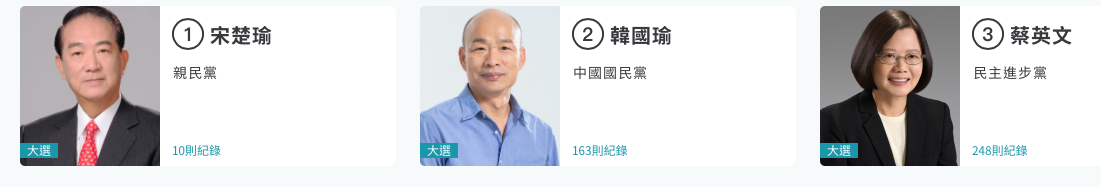 1 宋楚瑜
親民黨
大選
10則紀錄
2 韓國瑜
中國國民黨
大選
163則紀錄
3 蔡英文
民主進步黨
大選
248則紀錄